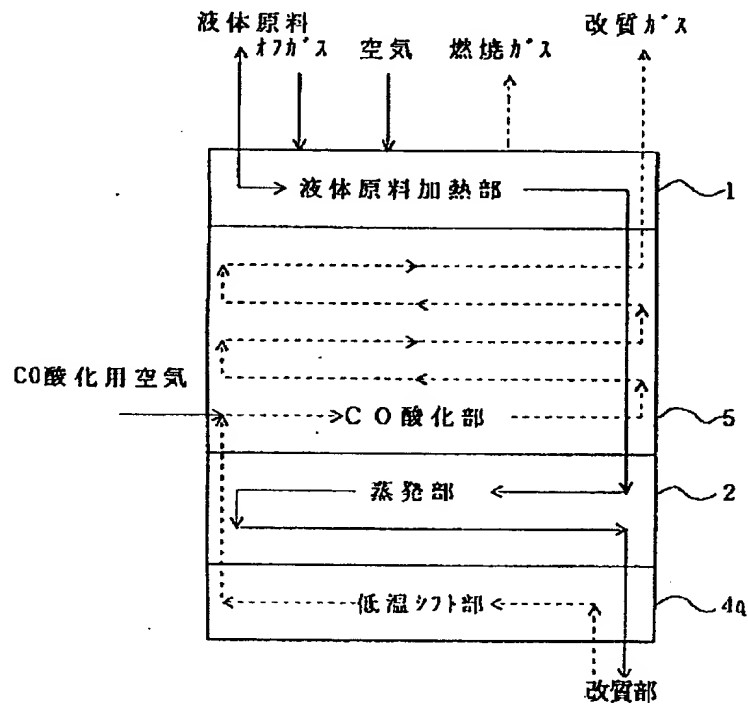 液体原料
オフガス 空気 燃焼ガス 改質ガス
液体原料加熱部 1
CO酸化用空気
CO酸化部 5
蒸発部 2
低温シフト部 4a
改質部